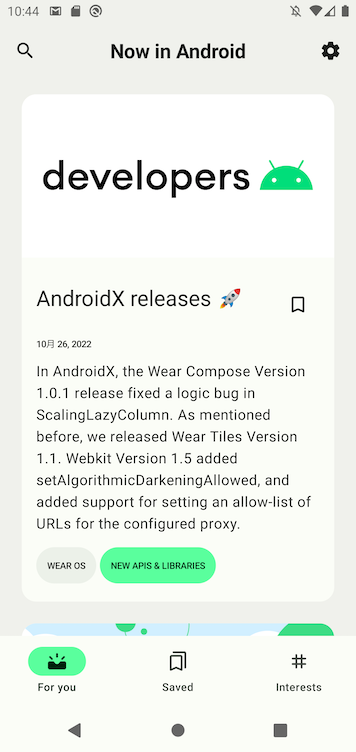 10:44
Now in Android
developers
AndroidX releases 🚀
10月 26, 2022
In AndroidX, the Wear Compose Version
1.0.1 release fixed a logic bug in
ScalingLazyColumn. As mentioned
before, we released Wear Tiles Version
1.1. Webkit Version 1.5 added
setAlgorithmicDarkeningAllowed, and
added support for setting an allow-list of
URLs for the configured proxy.
WEAR OS
NEW APIS & LIBRARIES
For you
Saved
Interests